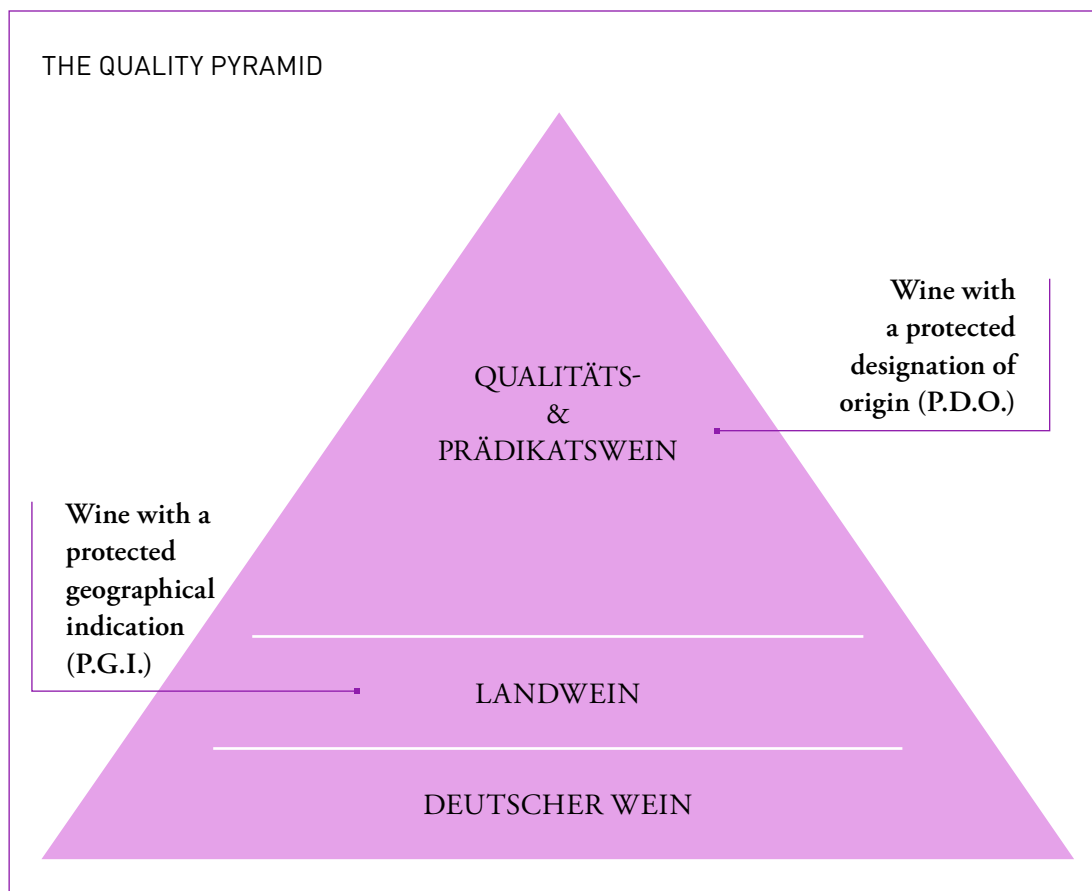 THE QUALITY PYRAMID
Wine with
a protected
designation of
origin (P.D.O.)
QUALITÄTS-
&
PRÄDIKATSWEIN
Wine with a
protected
geographical
indication
(P.G.I.)
LANDWEIN
DEUTSCHER WEIN